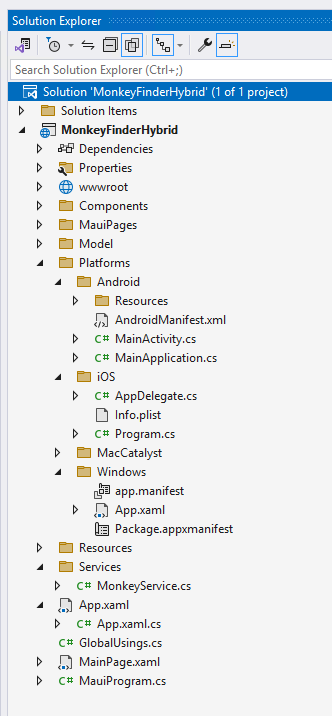 Solution Explorer
Search Solution Explorer (Ctrl+;)
Solution 'MonkeyFinderHybrid' (1 of 1 project)
Solution Items
MonkeyFinderHybrid
Dependencies
Properties
wwwroot
Components
MauiPages
Model
Platforms
Android
Resources
AndroidManifest.xml
C# MainActivity.cs
C# MainApplication.cs
iOS
C# AppDelegate.cs
Info.plist
C# Program.cs
MacCatalyst
Windows
app.manifest
App.xaml
Package.appxmanifest
Resources
Services
C# MonkeyService.cs
App.xaml
C# App.xaml.cs
C# GlobalUsings.cs
MainPage.xaml
C# MauiProgram.cs